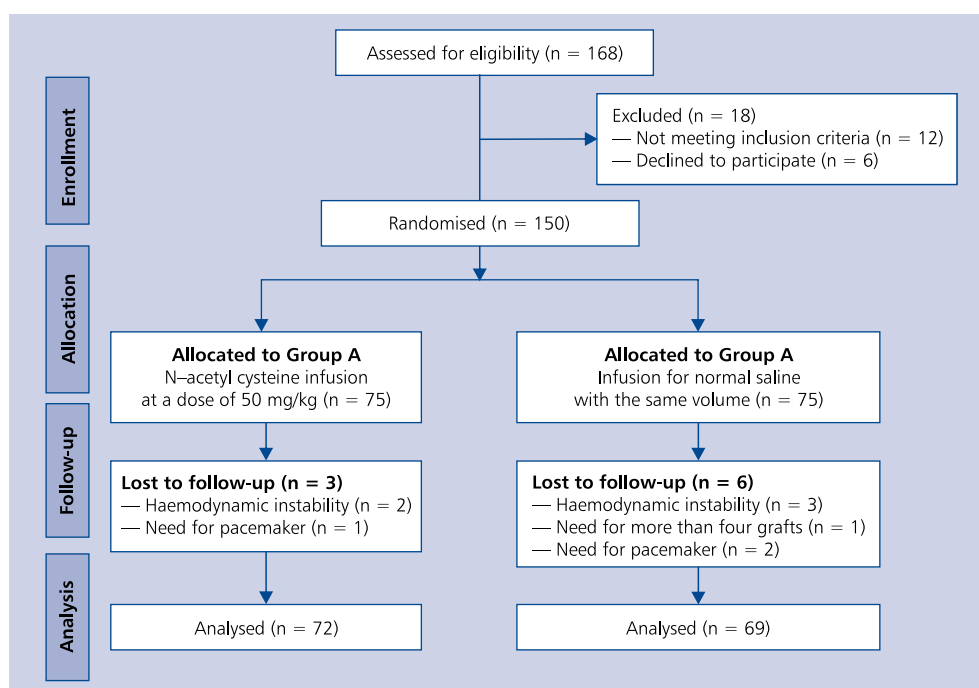 Assessed for eligibility (n = 168)
Enrollment
Excluded (n = 18)
— Not meeting inclusion criteria (n = 12)
— Declined to participate (n = 6)
Randomised (n = 150)
Allocation
Allocated to Group A
N–acetyl cysteine infusion
at a dose of 50 mg/kg (n = 75)
Allocated to Group A
Infusion for normal saline
with the same volume (n = 75)
Follow-up
Lost to follow-up (n = 3)
— Haemodynamic instability (n = 2)
— Need for pacemaker (n = 1)
Lost to follow-up (n = 6)
— Haemodynamic instability (n = 3)
— Need for more than four grafts (n = 1)
— Need for pacemaker (n = 2)
Analysis
Analysed (n = 72)
Analysed (n = 69)